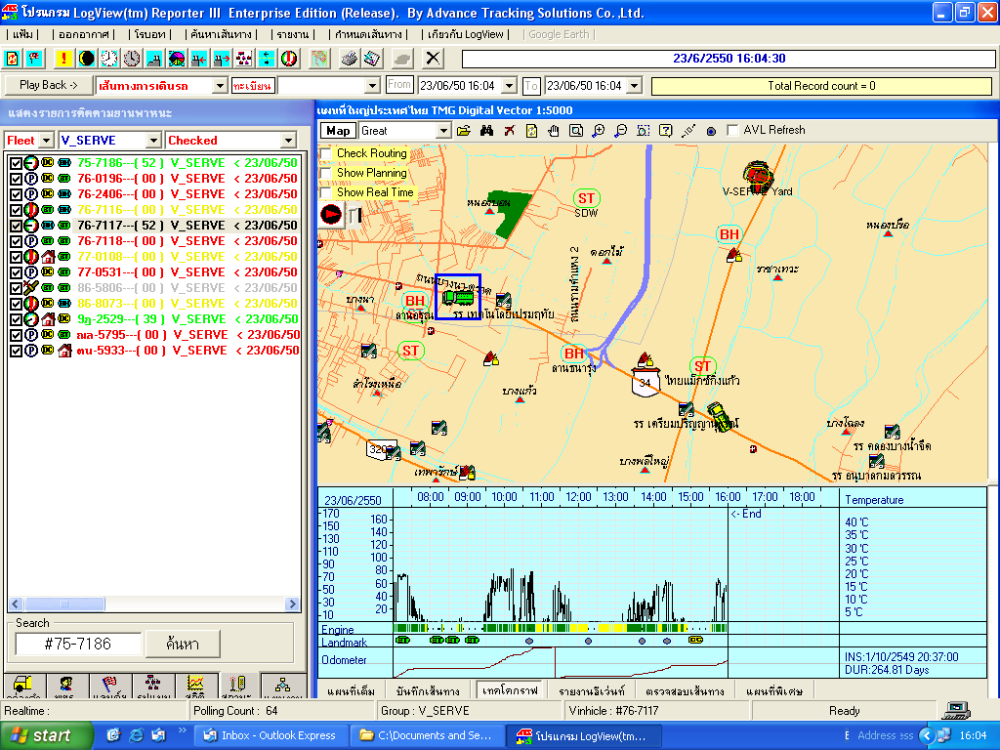 โปรแกรม LogView(tm) Reporter III Enterprise Edition (Release). By Advance Tracking Solutions Co.,Ltd.
แฟ้ม | ออกอากาศ | โรบอท | ค้นหาเส้นทาง | รายงาน | กำหนดเส้นทาง | เกี่ยวกับ LogView | Google Earth |
23/6/2550 16:04:30
Play Back -> เส้นทางการเดินรถ ทะเบียน From 23/06/50 16:04 To 23/06/50 16:04 Total Record count = 0
แสดงรายการติดตามยานพาหนะ
แผนที่ใหญ่ประเทศไทย TMG Digital Vector 1:5000
Fleet V_SERVE Checked
Map Great AVL Refresh
75-7186---( 52 ) V_SERVE < 23/06/50
76-0196---( 00 ) V_SERVE < 23/06/50
76-2406---( 00 ) V_SERVE < 23/06/50
76-7116---( 00 ) V_SERVE < 23/06/50
76-7117---( 52 ) V_SERVE < 23/06/50
76-7118---( 00 ) V_SERVE < 23/06/50
77-0108---( 00 ) V_SERVE < 23/06/50
77-0531---( 00 ) V_SERVE < 23/06/50
86-5806---( 00 ) V_SERVE < 23/06/50
86-8073---( 00 ) V_SERVE < 23/06/50
ฐฎ-2529---( 39 ) V_SERVE < 23/06/50
ฌล-5795---( 00 ) V_SERVE < 23/06/50
ตน-5933---( 00 ) V_SERVE < 23/06/50
Check Routing
Show Planning
Show Real Time
หนองบอน
ST
SDW
V-SERVE Yard
BH
หนองปรือ
ดอกไม้
ราชาเทวะ
ถนนรามคำแหง 2
ถนนบางนา-ตราด
บางนา
BH
ST
ด่านอรุณ
รร เทคโนโลยีเปรมฤทัย
ST
BH
ด่านธนารุ่ง
ST
34
ไทยแม็กซ์กิ่งแก้ว
สำโรงเหนือ
บางแก้ว
รร เตรียมปริญญานุสรณ์
บางโฉลง
รร คลองบางน้ำจืด
บางพลีใหญ่
เทพารักษ์
รร อนุบาลกมลวรรณ
23/06/2550 08:00 09:00 10:00 11:00 12:00 13:00 14:00 15:00 16:00 17:00 18:00 Temperature
<- End
170
150
130
110
90
70
50
30
10
160
140
120
100
80
60
40
20
40 'C
35 'C
30 'C
25 'C
20 'C
15 'C
10 'C
5 'C
Engine
Landmark
Odometer
INS:1/10/2549 20:37:00
DUR:264.81 Days
Search
#75-7186 ค้นหา
แผนที่เต็ม บันทึกเส้นทาง เทคโคกราฟ รายงานอีเว่นท์ ตรวจสอบเส้นทาง แผนที่พิเศษ
Realtime : Polling Count : 64 Group : V_SERVE Vinhicle : #76-7117 Ready
start Inbox - Outlook Express C:\Documents and Se... โปรแกรม LogView(tm... E Address 16:04